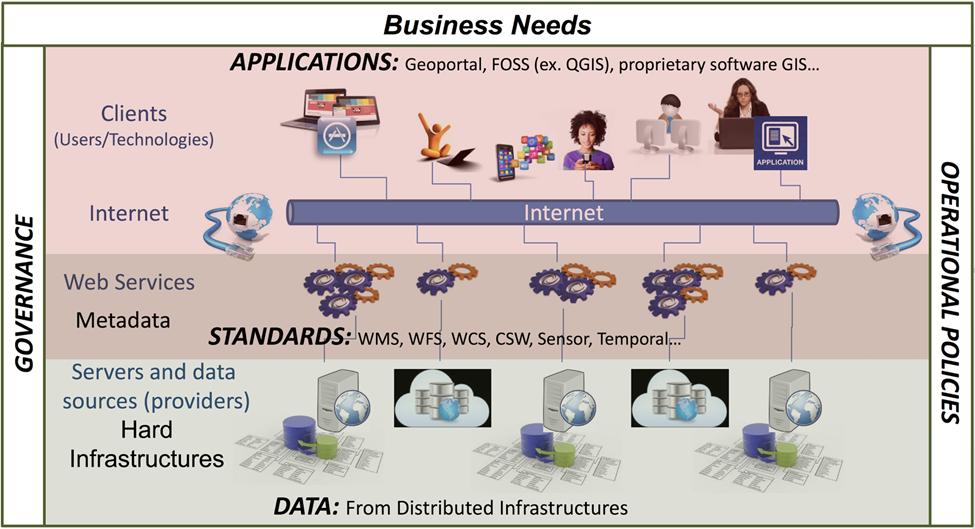 Business Needs
APPLICATIONS: Geoportal, FOSS (ex. QGIS), proprietary software GIS...
Clients
(Users/Technologies)
APPLICATION
Internet
Internet
GOVERNANCE
OPERATIONAL POLICIES
Web Services
Metadata
STANDARDS: WMS, WFS, WCS, CSW, Sensor, Temporal...
Servers and data
sources (providers)
Hard
Infrastructures
DATA: From Distributed Infrastructures